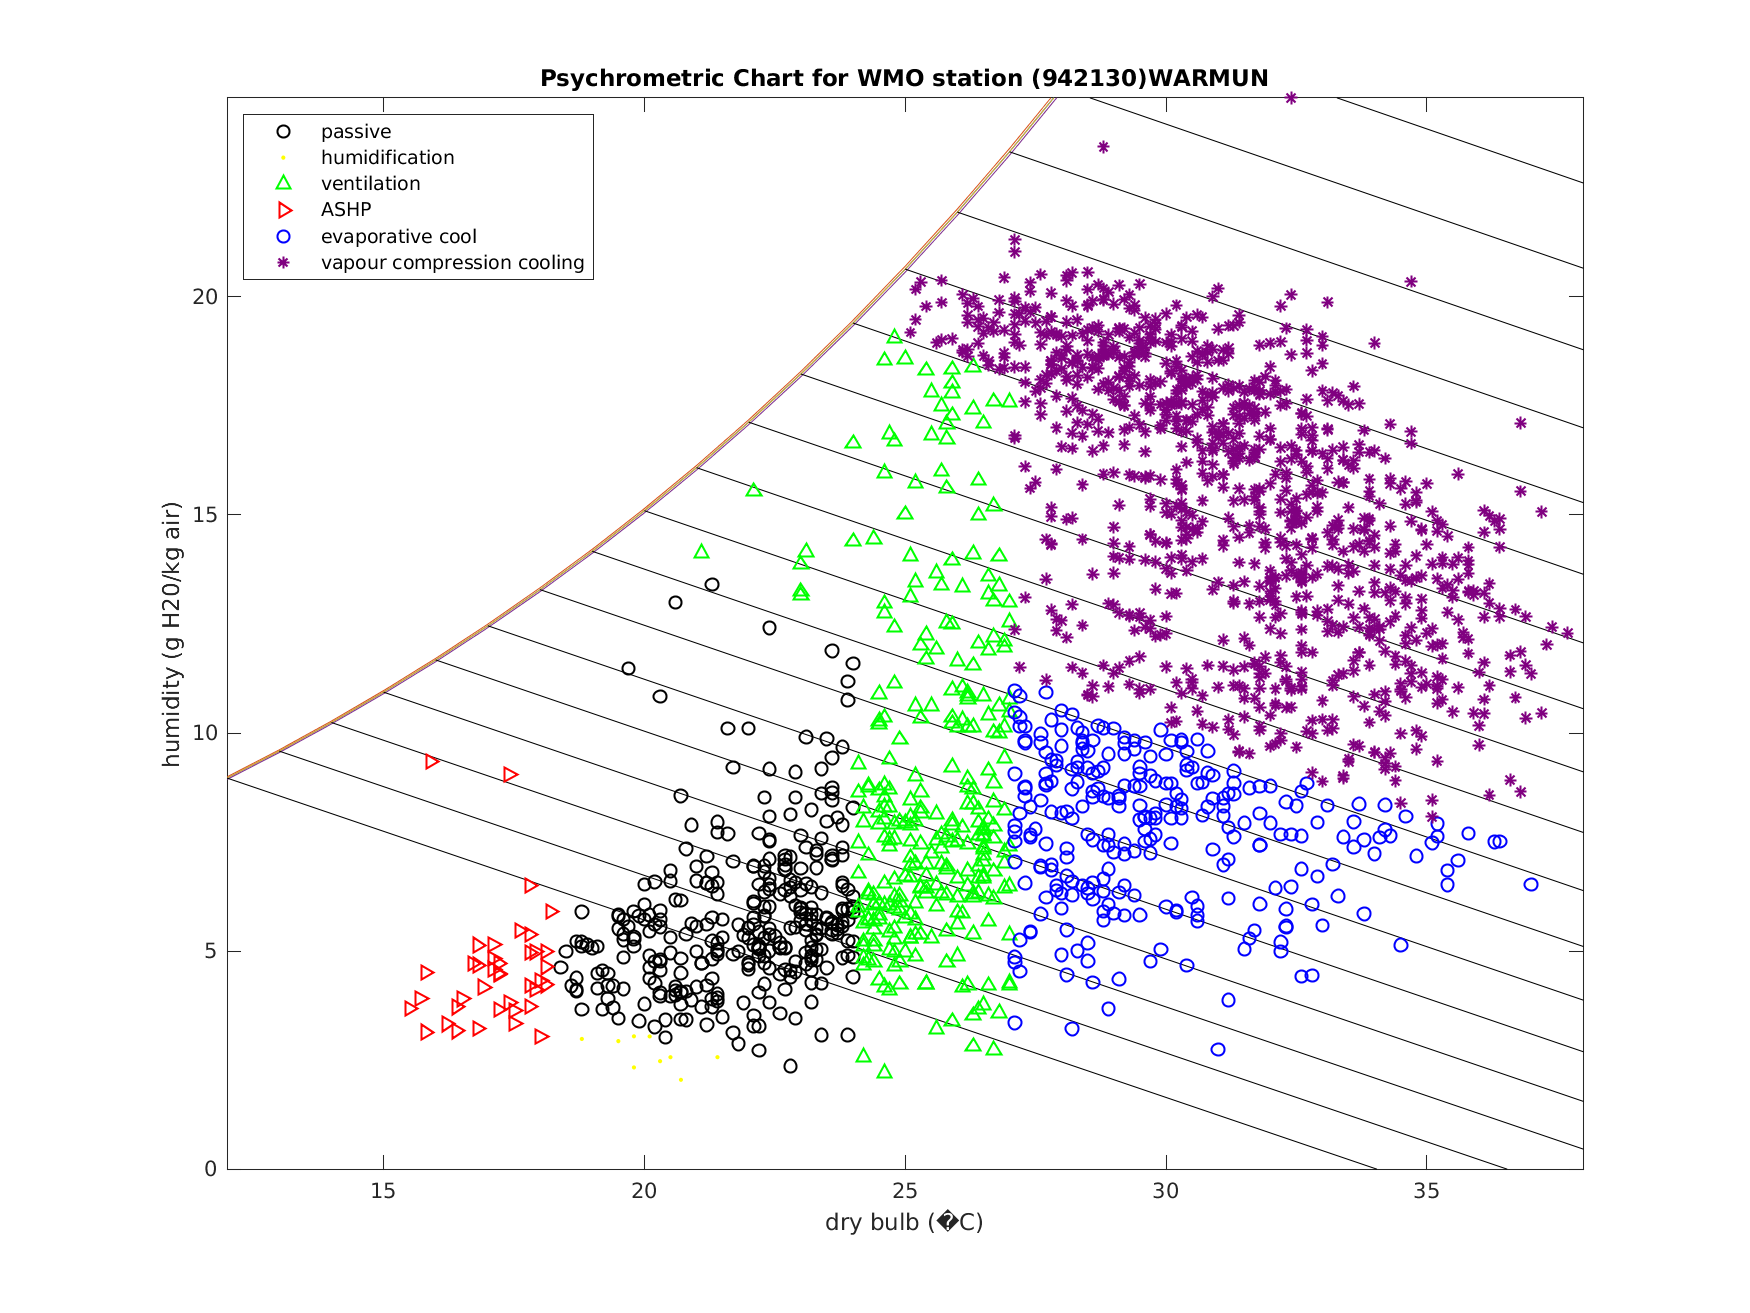 Psychrometric Chart for WMO station (942130)WARMUN
passive
humidification
ventilation
ASHP
evaporative cool
vapour compression cooling
humidity (g H20/kg air)
20
15
10
5
0
15
20
25
30
35
dry bulb (�C)